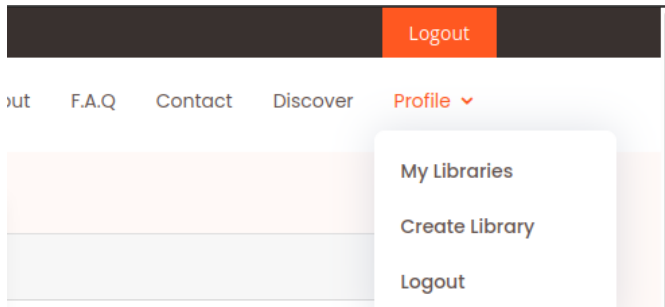 Logout
F.A.Q Contact Discover Profile
My Libraries
Create Library
Logout